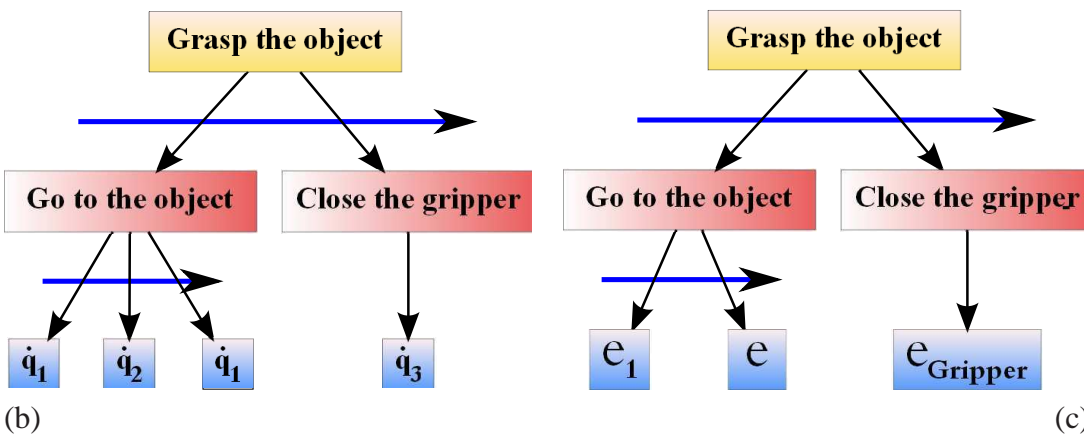 Grasp the object
Go to the object
Close the gripper
q̇₁
q̇₂
q̇₁
q̇₃
(b)
Grasp the object
Go to the object
Close the gripper
e₁
e
e_Gripper
(c)